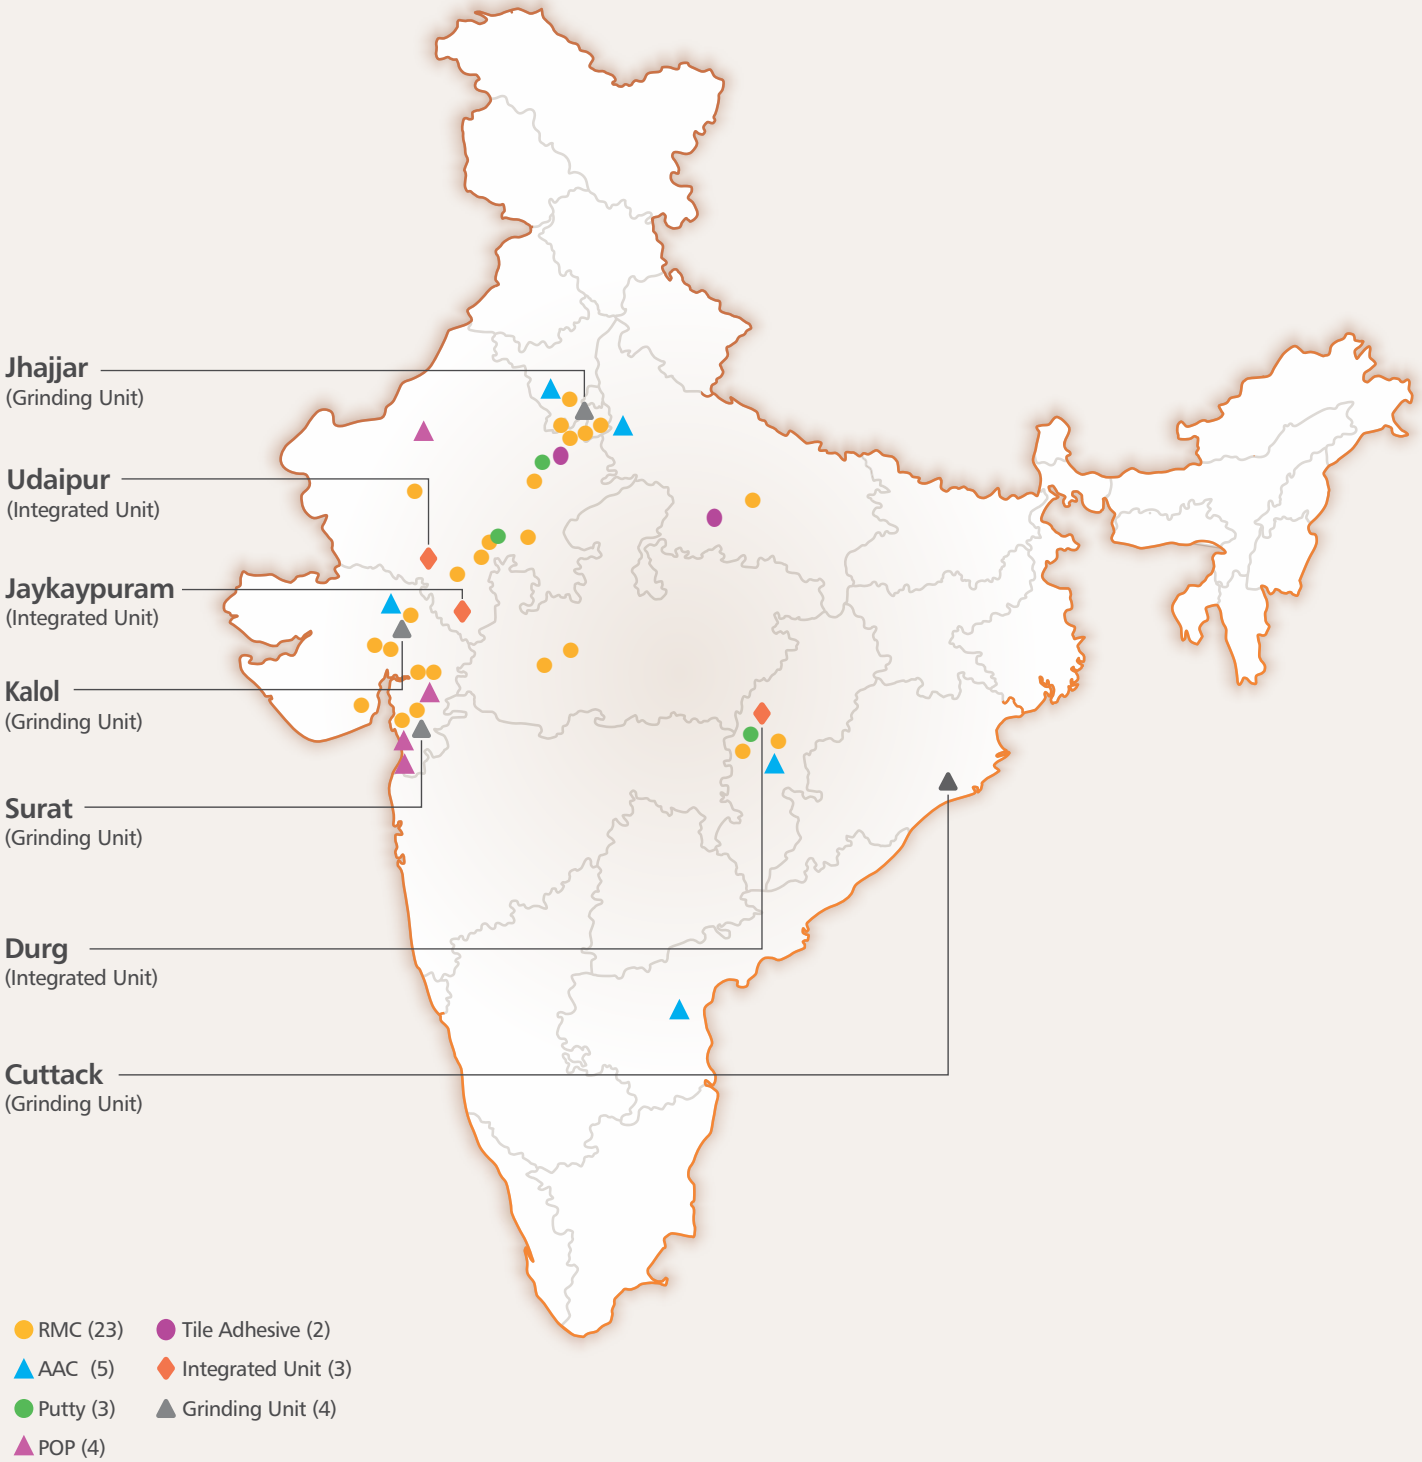 Jhajjar
(Grinding Unit)
Udaipur
(Integrated Unit)
Jaykaypuram
(Integrated Unit)
Kalol
(Grinding Unit)
Surat
(Grinding Unit)
Durg
(Integrated Unit)
Cuttack
(Grinding Unit)
RMC (23)
Tile Adhesive (2)
AAC (5)
Integrated Unit (3)
Putty (3)
Grinding Unit (4)
POP (4)